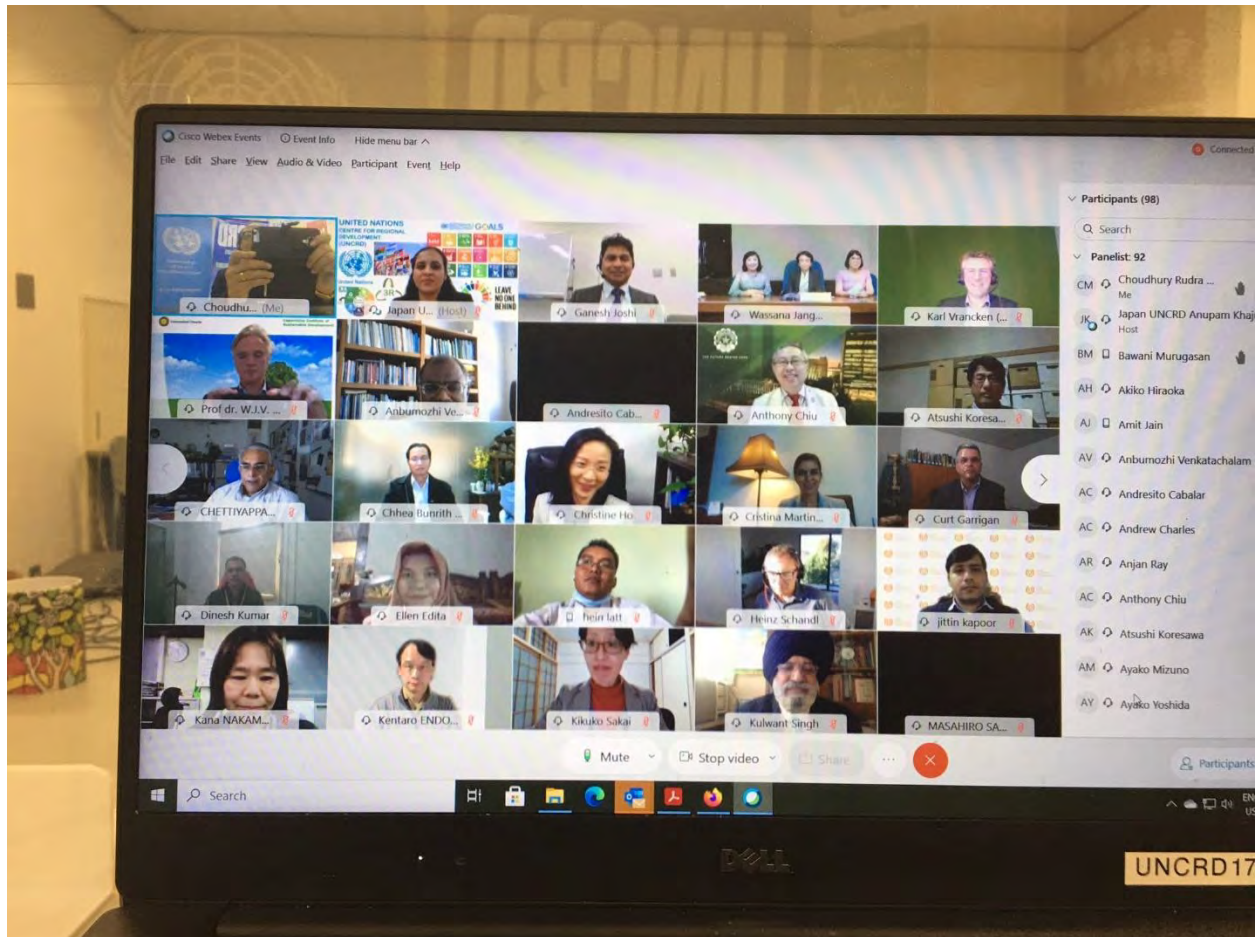 UNCRD
Cisco Webex Events Event Info Hide menu bar
Connected
File Edit Share View Audio & Video Participant Event Help
UNITED NATIONS
CENTRE FOR REGIONAL
DEVELOPMENT
(UNCRD)
GOALS
3R
LEAVE
NO ONE
BEHIND
Choudhu... (Me)
Japan U... (Host)
Ganesh Joshi
Wassana Jang...
Karl Vrancken (...
Prof dr. W.I.V. ...
Anbumozhi Ve...
Andresito Cab...
Anthony Chiu
Atsushi Koresa...
CHETTIYAPPA...
Chhea Bunrith ...
Christine Ho
Cristina Martin...
Curt Garrigan
Dinesh Kumar
Ellen Edita
hein latt
Heinz Schandl
jittin kapoor
Kana NAKAM...
Kentaro ENDO...
Kikuko Sakai
Kulwant Singh
MASAHIRO SA...
Participants (98)
Search
Panelist: 92
CM Choudhury Rudra ...
Me
JK Japan UNCRD Anupam Khaj
Host
BM Bawani Murugasan
AH Akiko Hiraoka
AJ Amit Jain
AV Anbumozhi Venkatachalam
AC Andresito Cabalar
AC Andrew Charles
AR Anjan Ray
AC Anthony Chiu
AK Atsushi Koresawa
AM Ayako Mizuno
AY Ayako Yoshida
Mute Stop video Share
Participants
Search
EN
US
DELL
UNCRD17